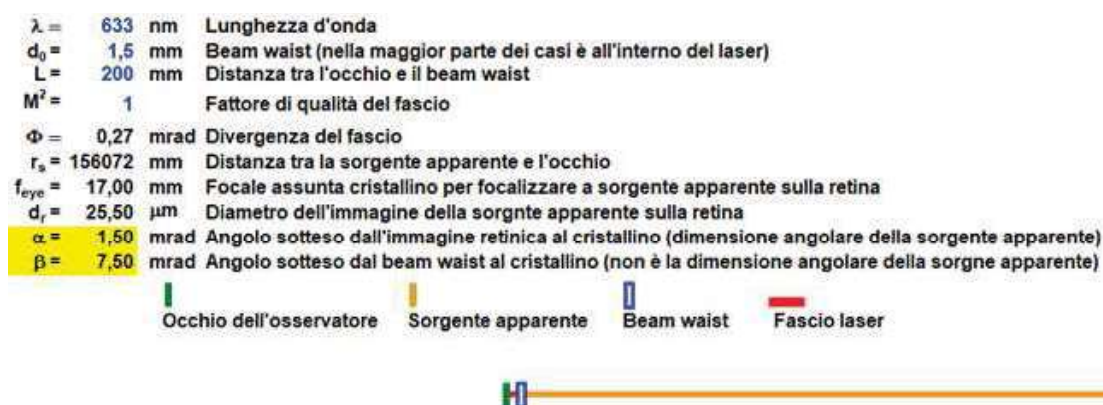 λ = 633 nm Lunghezza d'onda
d₀ = 1,5 mm Beam waist (nella maggior parte dei casi è all'interno del laser)
L = 200 mm Distanza tra l'occhio e il beam waist
M² = 1 Fattore di qualità del fascio
Φ = 0,27 mrad Divergenza del fascio
rₛ = 156072 mm Distanza tra la sorgente apparente e l'occhio
f_eye = 17,00 mm Focale assunta cristallino per focalizzare a sorgente apparente sulla retina
dᵣ = 25,50 μm Diametro dell'immagine della sorgnte apparente sulla retina
α = 1,50 mrad Angolo sotteso dall'immagine retinica al cristallino (dimensione angolare della sorgente apparente)
β = 7,50 mrad Angolo sotteso dal beam waist al cristallino (non è la dimensione angolare della sorgne apparente)
Occhio dell'osservatore Sorgente apparente Beam waist Fascio laser